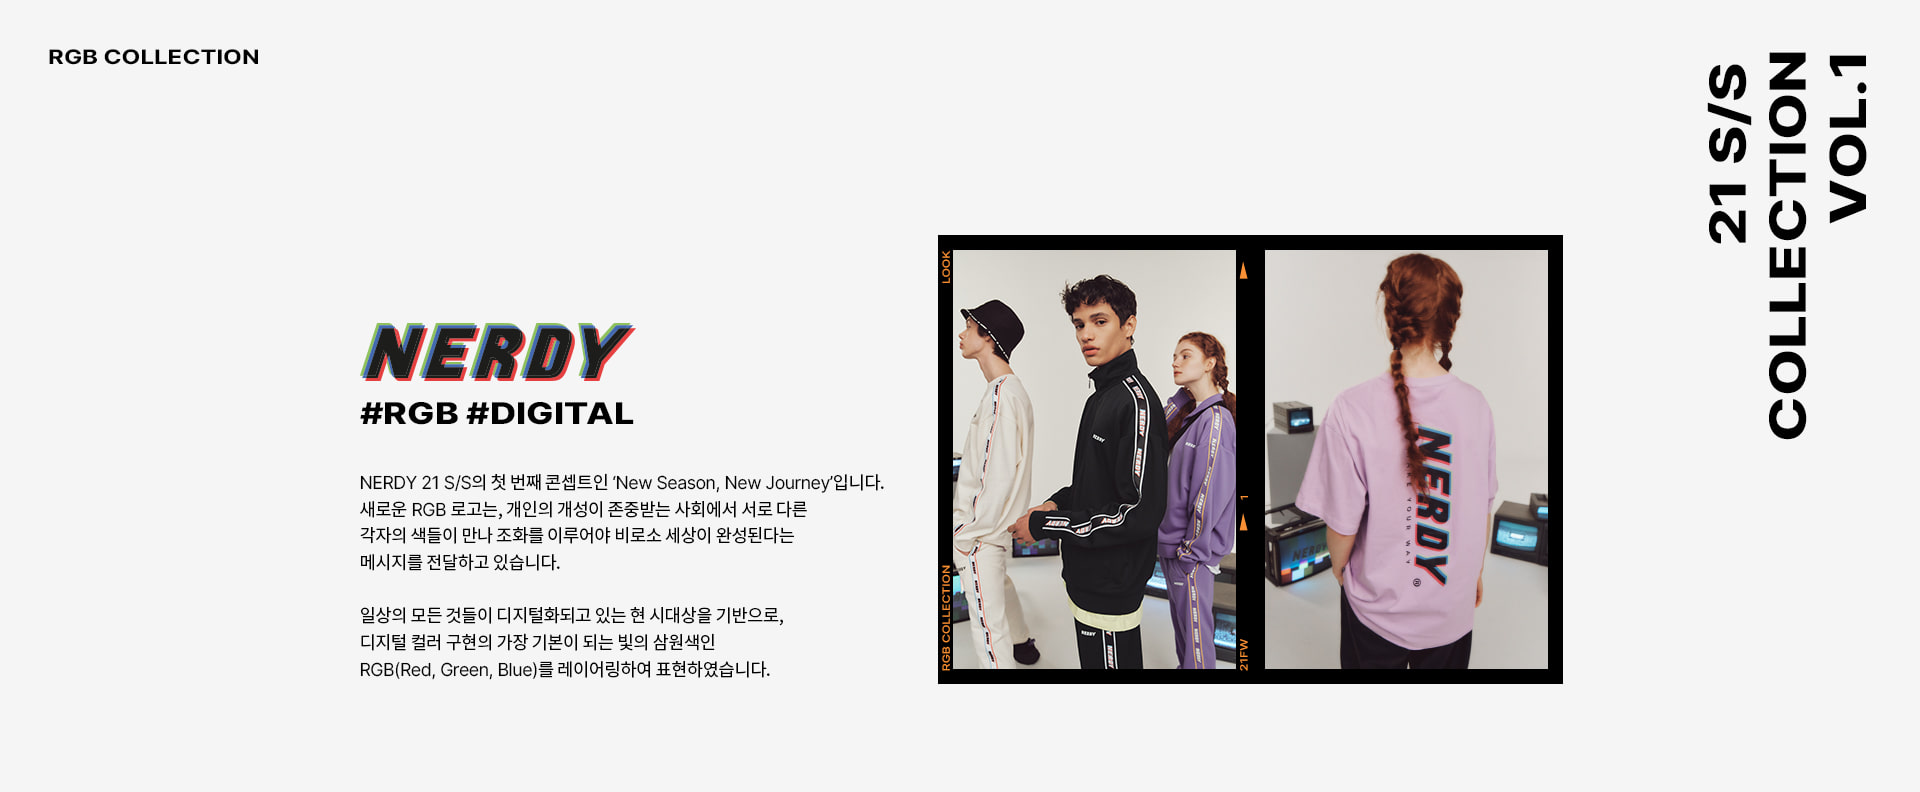 RGB COLLECTION
21 S/S
COLLECTION
VOL.1
NERDY
#RGB #DIGITAL
NERDY 21 S/S의 첫 번째 콘셉트인 ‘New Season, New Journey’입니다.
새로운 RGB 로고는, 개인의 개성이 존중받는 사회에서 서로 다른
각자의 색들이 만나 조화를 이루어야 비로소 세상이 완성된다는
메시지를 전달하고 있습니다.
일상의 모든 것들이 디지털화되고 있는 현 시대상을 기반으로,
디지털 컬러 구현의 가장 기본이 되는 빛의 삼원색인
RGB(Red, Green, Blue)를 레이어링하여 표현하였습니다.
LOOK
RGB COLLECTION
NERDY
NERDY
NERDY
NERDY
1
21FW
NERDY®
YOUR WAY
NERDY